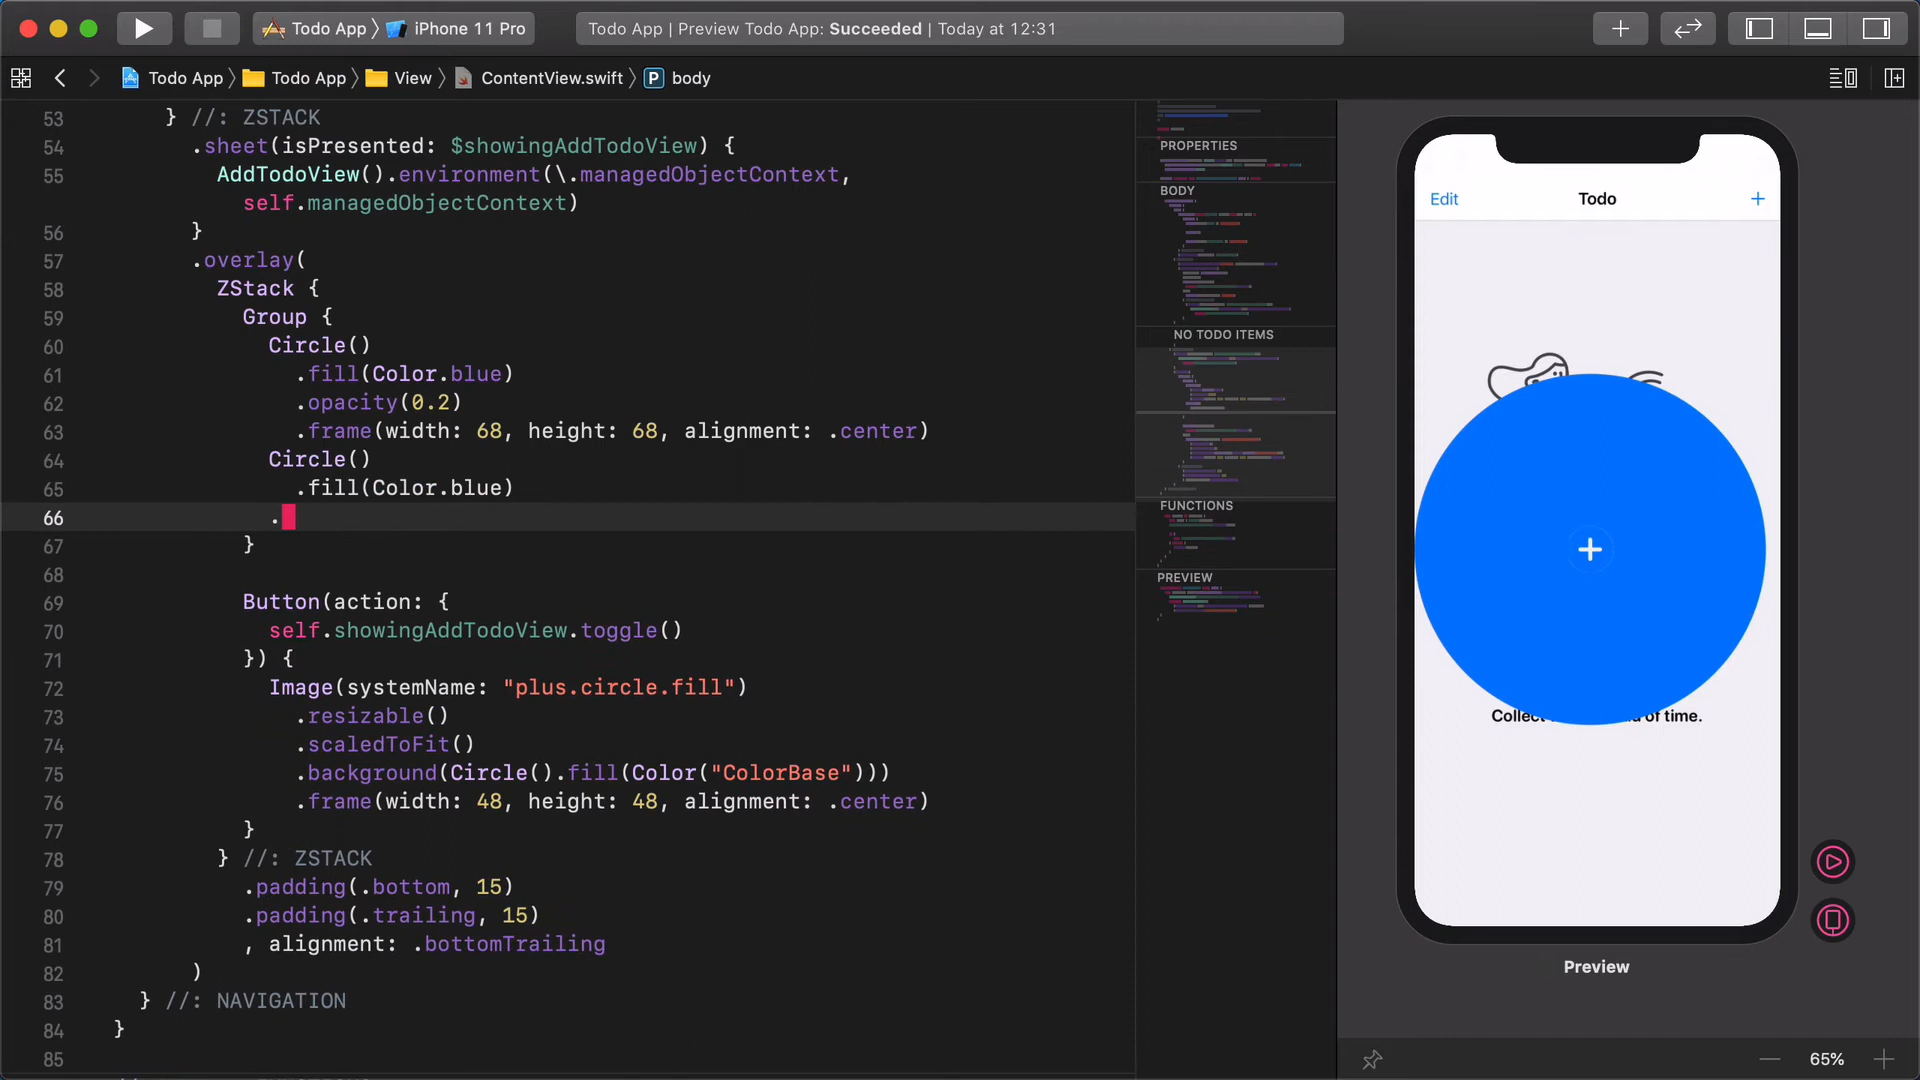 Todo App
iPhone 11 Pro
Todo App | Preview Todo App: Succeeded | Today at 12:31
Todo App
Todo App
View
ContentView.swift
P
body
53 } //: ZSTACK
54 .sheet(isPresented: $showingAddTodoView) {
55 AddTodoView().environment(\.managedObjectContext,
self.managedObjectContext)
56 }
57 .overlay(
58 ZStack {
59 Group {
60 Circle()
61 .fill(Color.blue)
62 .opacity(0.2)
63 .frame(width: 68, height: 68, alignment: .center)
64 Circle()
65 .fill(Color.blue)
66 .
67 }
68
69 Button(action: {
70 self.showingAddTodoView.toggle()
71 }) {
72 Image(systemName: "plus.circle.fill")
73 .resizable()
74 .scaledToFit()
75 .background(Circle().fill(Color("ColorBase")))
76 .frame(width: 48, height: 48, alignment: .center)
77 }
78 } //: ZSTACK
79 .padding(.bottom, 15)
80 .padding(.trailing, 15)
81 , alignment: .bottomTrailing
82 )
83 } //: NAVIGATION
84 }
85
PROPERTIES
BODY
NO TODO ITEMS
FUNCTIONS
PREVIEW
Edit
Todo
+
Collect
of time.
Preview
65%